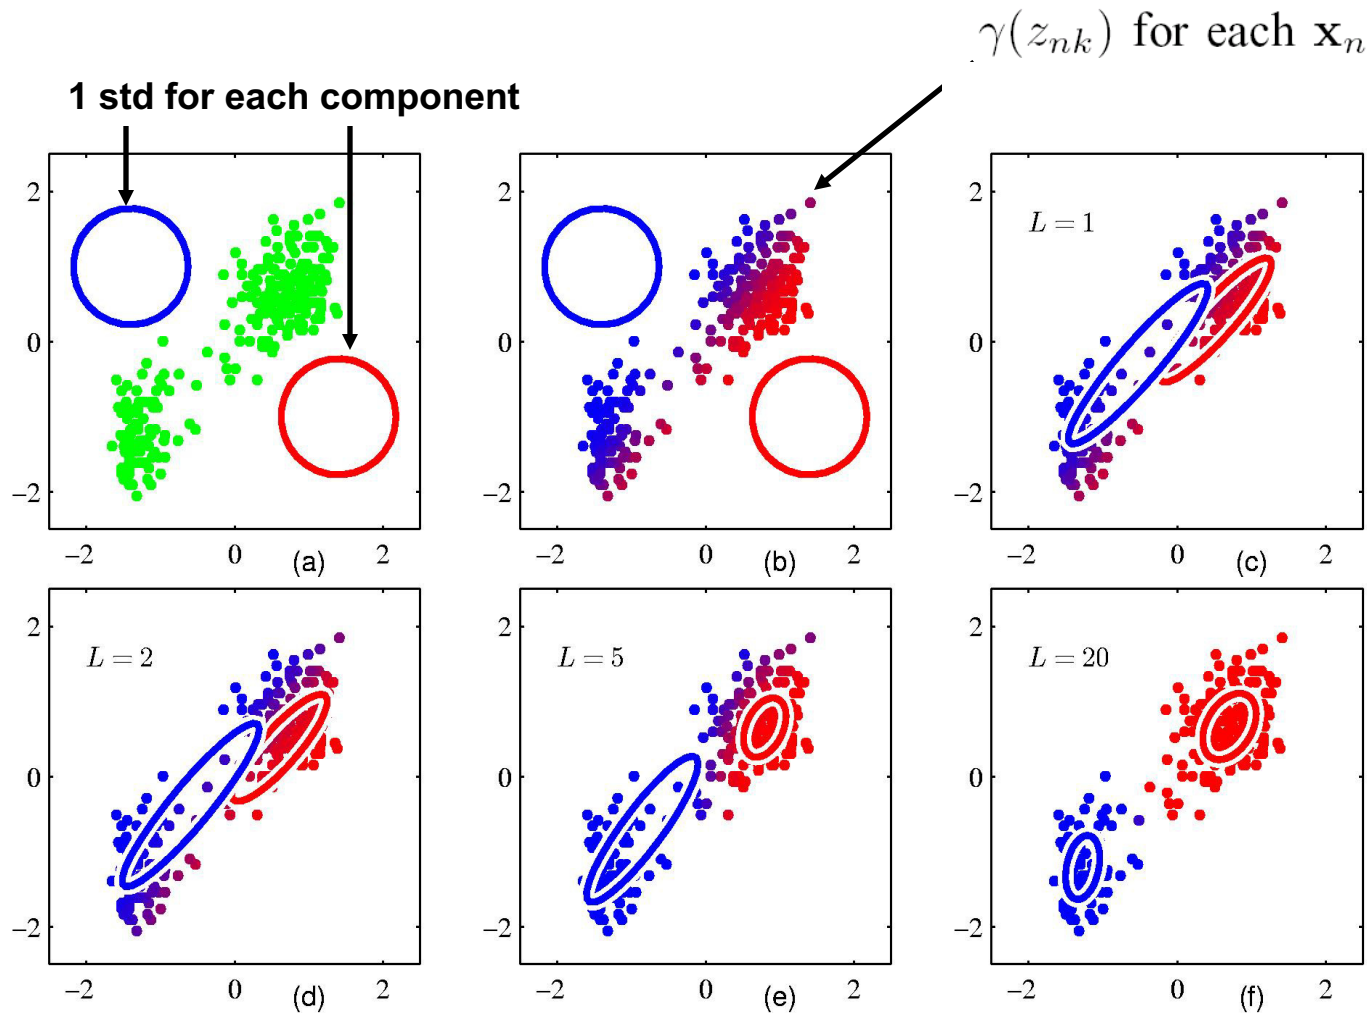 γ(z_{nk}) for each x_n
1 std for each component
2
0
−2
−2 0 (a) 2
2
0
−2
−2 0 (b) 2
L = 1
2
0
−2
−2 0 (c) 2
L = 2
2
0
−2
−2 0 (d) 2
L = 5
2
0
−2
−2 0 (e) 2
L = 20
2
0
−2
−2 0 (f) 2